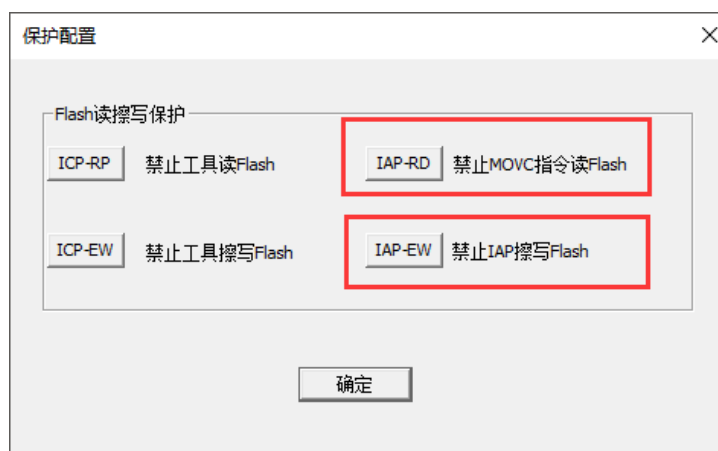 保护配置
Flash读擦写保护
ICP-RP 禁止工具读Flash IAP-RD 禁止MOVC指令读Flash
ICP-EW 禁止工具擦写Flash IAP-EW 禁止IAP擦写Flash
确定